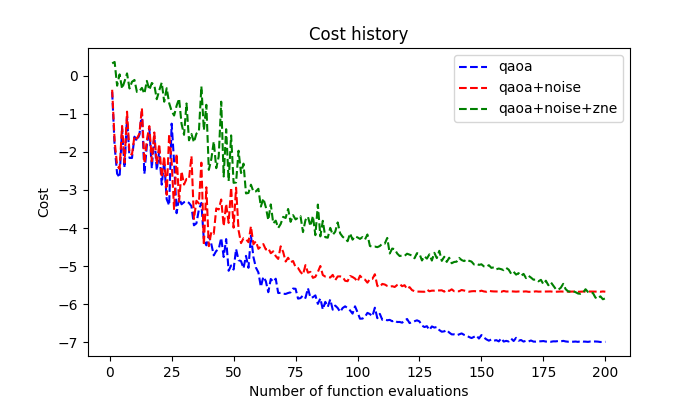 Cost history
qaoa
qaoa+noise
qaoa+noise+zne
0
−1
−2
−3
−4
−5
−6
−7
Cost
0 25 50 75 100 125 150 175 200
Number of function evaluations